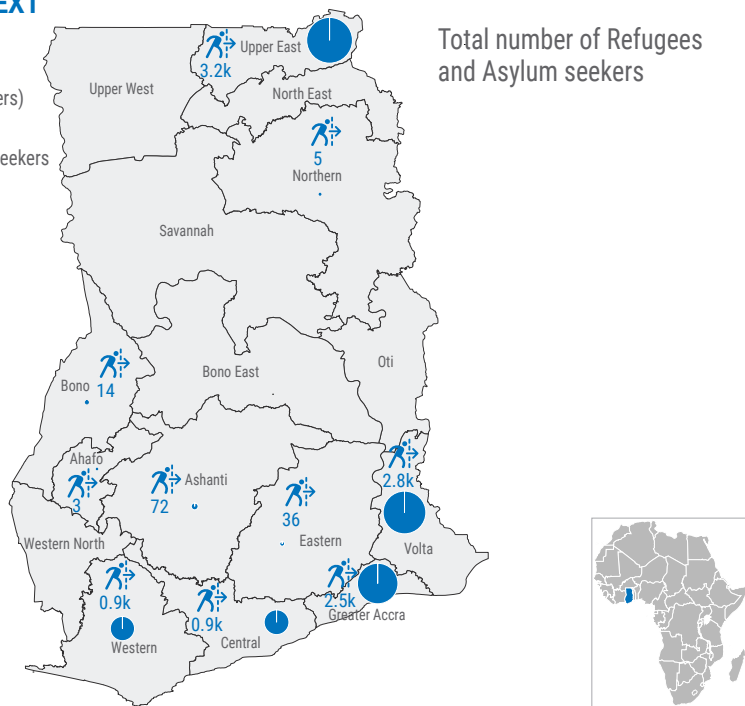 EXT
Total number of Refugees
and Asylum seekers
ers)
eekers
Upper East
3.2k
Upper West
North East
5
Northern
Savannah
Oti
Bono
14
Bono East
Ahafo
3
Ashanti
72
36
Eastern
2.8k
Volta
Western North
0.9k
Western
0.9k
Central
2.5k
Greater Accra